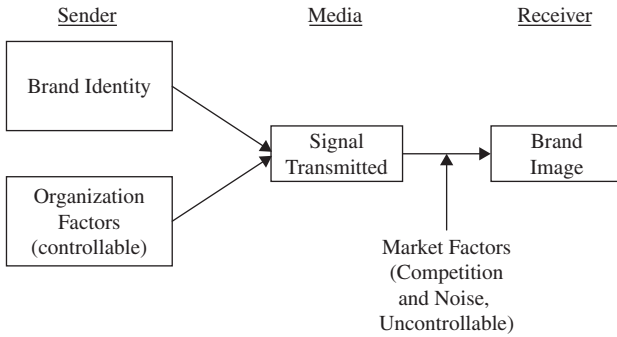 Sender
Media
Receiver
Brand Identity
Organization
Factors
(controllable)
Signal
Transmitted
Brand
Image
Market Factors
(Competition
and Noise,
Uncontrollable)